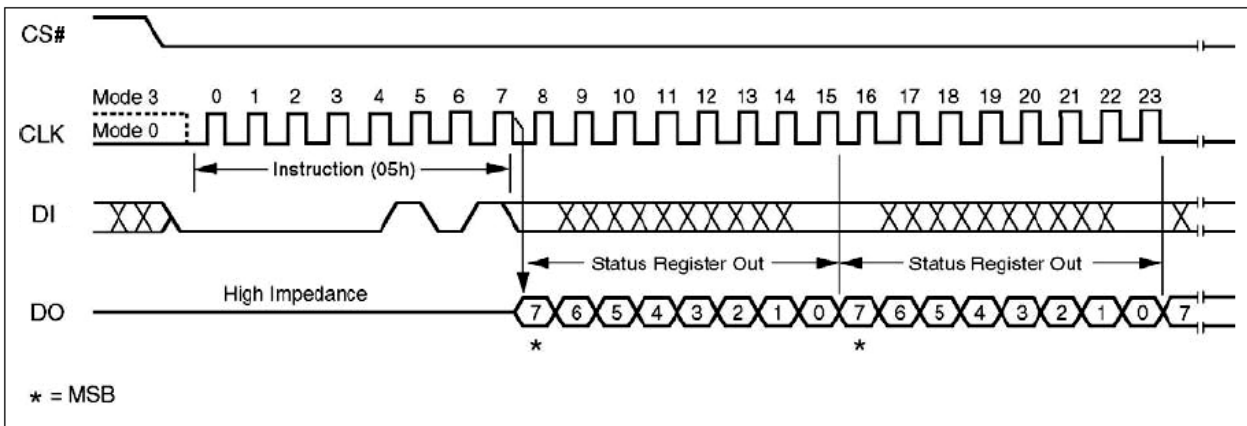 CS#
Mode 3 0 1 2 3 4 5 6 7 8 9 10 11 12 13 14 15 16 17 18 19 20 21 22 23
CLK Mode 0
Instruction (05h)
DI
Status Register Out Status Register Out
High Impedance
DO 7 6 5 4 3 2 1 0 7 6 5 4 3 2 1 0 7
* *
* = MSB